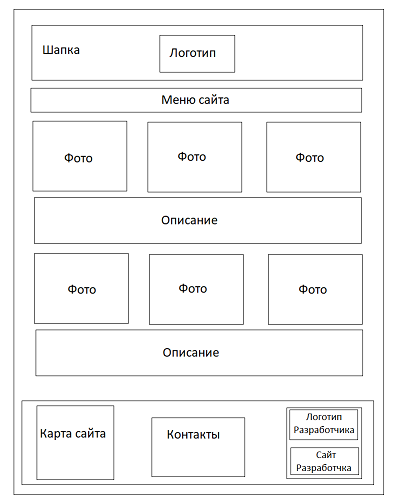 Шапка
Логотип
Меню сайта
Фото
Фото
Фото
Описание
Фото
Фото
Фото
Описание
Карта сайта
Контакты
Логотип
Разработчика
Сайт
Разработчка